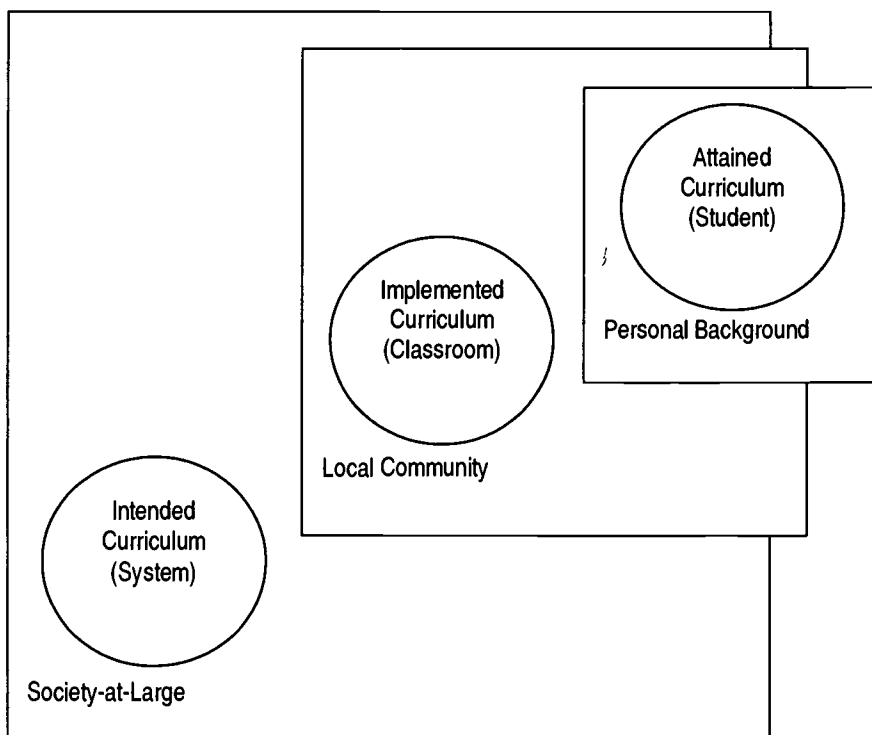 Attained
Curriculum
(Student)
Personal Background
Implemented
Curriculum
(Classroom)
Local Community
Intended
Curriculum
(System)
Society-at-Large